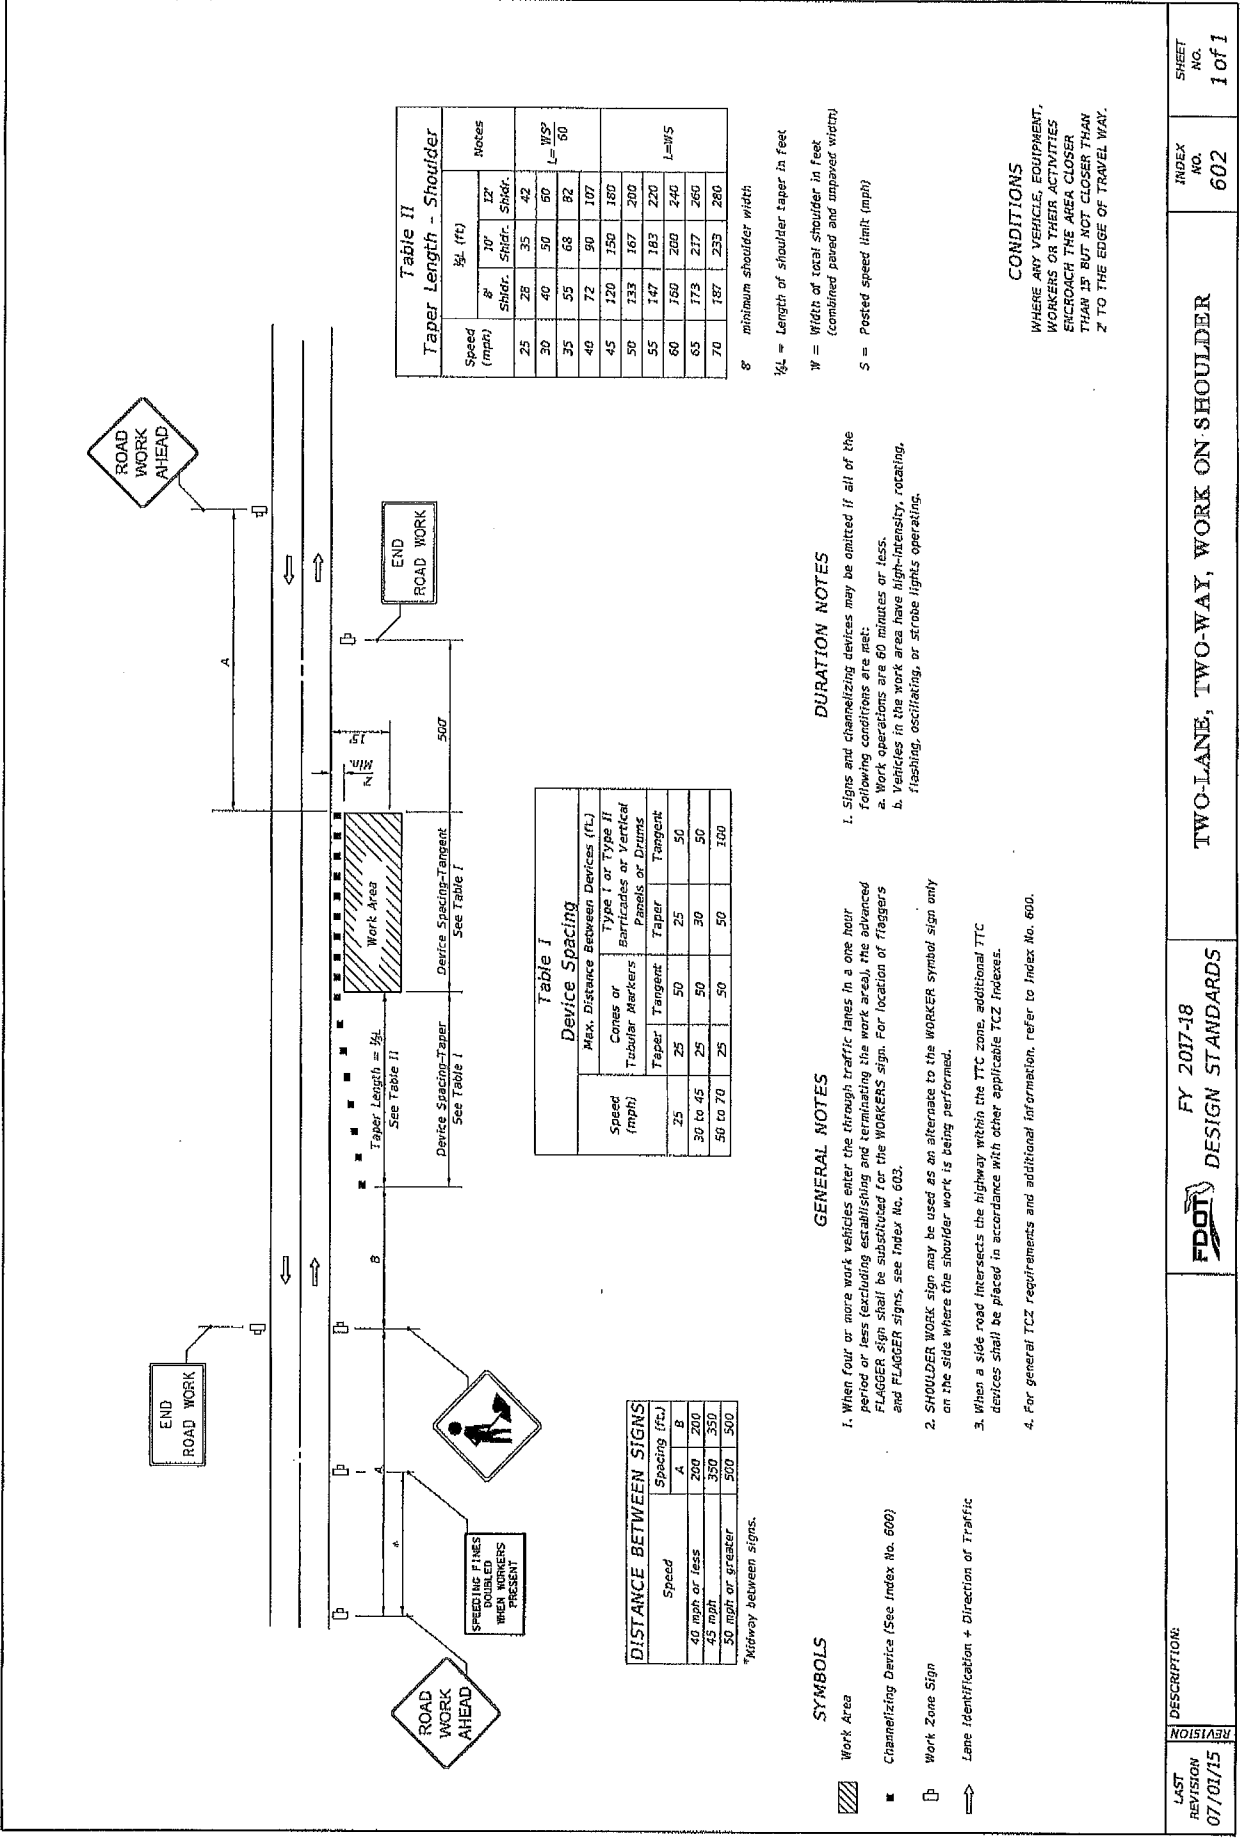 ROAD
WORK
AHEAD
END
ROAD WORK
ROAD
WORK
AHEAD
SPEEDING FINES
DOUBLED
WHEN WORKERS
PRESENT
END
ROAD WORK
A
*
A
B
Work Area
Taper Length = ⅓L
See Table II
Device Spacing-Taper
See Table I
Device Spacing-Tangent
See Table I
2'
Min.
15'
500'
DISTANCE BETWEEN SIGNS
Speed Spacing (ft.)
A B
40 mph or less 200 200
45 mph 350 350
50 mph or greater 500 500
*Midway between signs.
Table I
Device Spacing
Speed (mph) Max. Distance Between Devices (ft.)
Cones or Tubular Markers Type I or Type II Barricades or Vertical Panels or Drums
Taper Tangent Taper Tangent
25 25 50 25 50
30 to 45 25 50 30 50
50 to 70 25 50 50 100
Table II
Taper Length - Shoulder
Speed (mph) ⅓L (ft) Notes
8' Shldr. 10' Shldr. 12' Shldr.
25 28 35 42
30 40 50 60
35 55 68 82
40 72 90 107
L= WS²
60
45 120 150 180
50 133 167 200
55 147 183 220
60 160 200 240
65 173 217 260
70 187 233 280
L=WS
8' minimum shoulder width
⅓L = Length of shoulder taper in feet
W = Width of total shoulder in feet
(combined paved and unpaved width)
S = Posted speed limit (mph)
SYMBOLS
Work Area
Channelizing Device (See Index No. 600)
Work Zone Sign
Lane Identification + Direction of Traffic
GENERAL NOTES
1. When four or more work vehicles enter the through traffic lanes in a one hour
period or less (excluding establishing and terminating the work area), the advanced
FLAGGER sign shall be substituted for the WORKERS sign. For location of flaggers
and FLAGGER signs, see Index No. 603.
2. SHOULDER WORK sign may be used as an alternate to the WORKER symbol sign only
on the side where the shoulder work is being performed.
3. When a side road intersects the highway within the TTC zone, additional TTC
devices shall be placed in accordance with other applicable TCZ Indexes.
4. For general TCZ requirements and additional information, refer to Index No. 600.
DURATION NOTES
1. Signs and channelizing devices may be omitted if all of the
following conditions are met:
a. Work operations are 60 minutes or less.
b. Vehicles in the work area have high-intensity, rotating,
flashing, oscillating, or strobe lights operating.
CONDITIONS
WHERE ANY VEHICLE, EQUIPMENT,
WORKERS OR THEIR ACTIVITIES
ENCROACH THE AREA CLOSER
THAN 15' BUT NOT CLOSER THAN
2' TO THE EDGE OF TRAVEL WAY.
LAST
REVISION
07/01/15
REVISION
DESCRIPTION:
FDOT
FY 2017-18
DESIGN STANDARDS
TWO-LANE, TWO-WAY, WORK ON SHOULDER
INDEX
NO.
602
SHEET
NO.
1 of 1